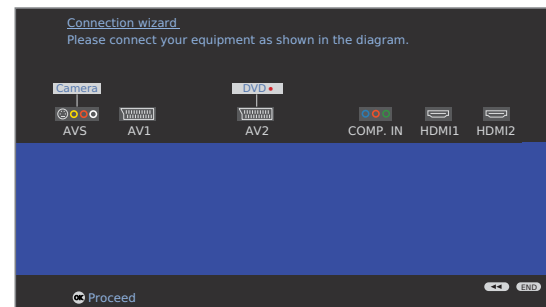 Connection wizard
Please connect your equipment as shown in the diagram.
Camera DVD
AVS AV1 AV2 COMP. IN HDMI1 HDMI2
OK Proceed END